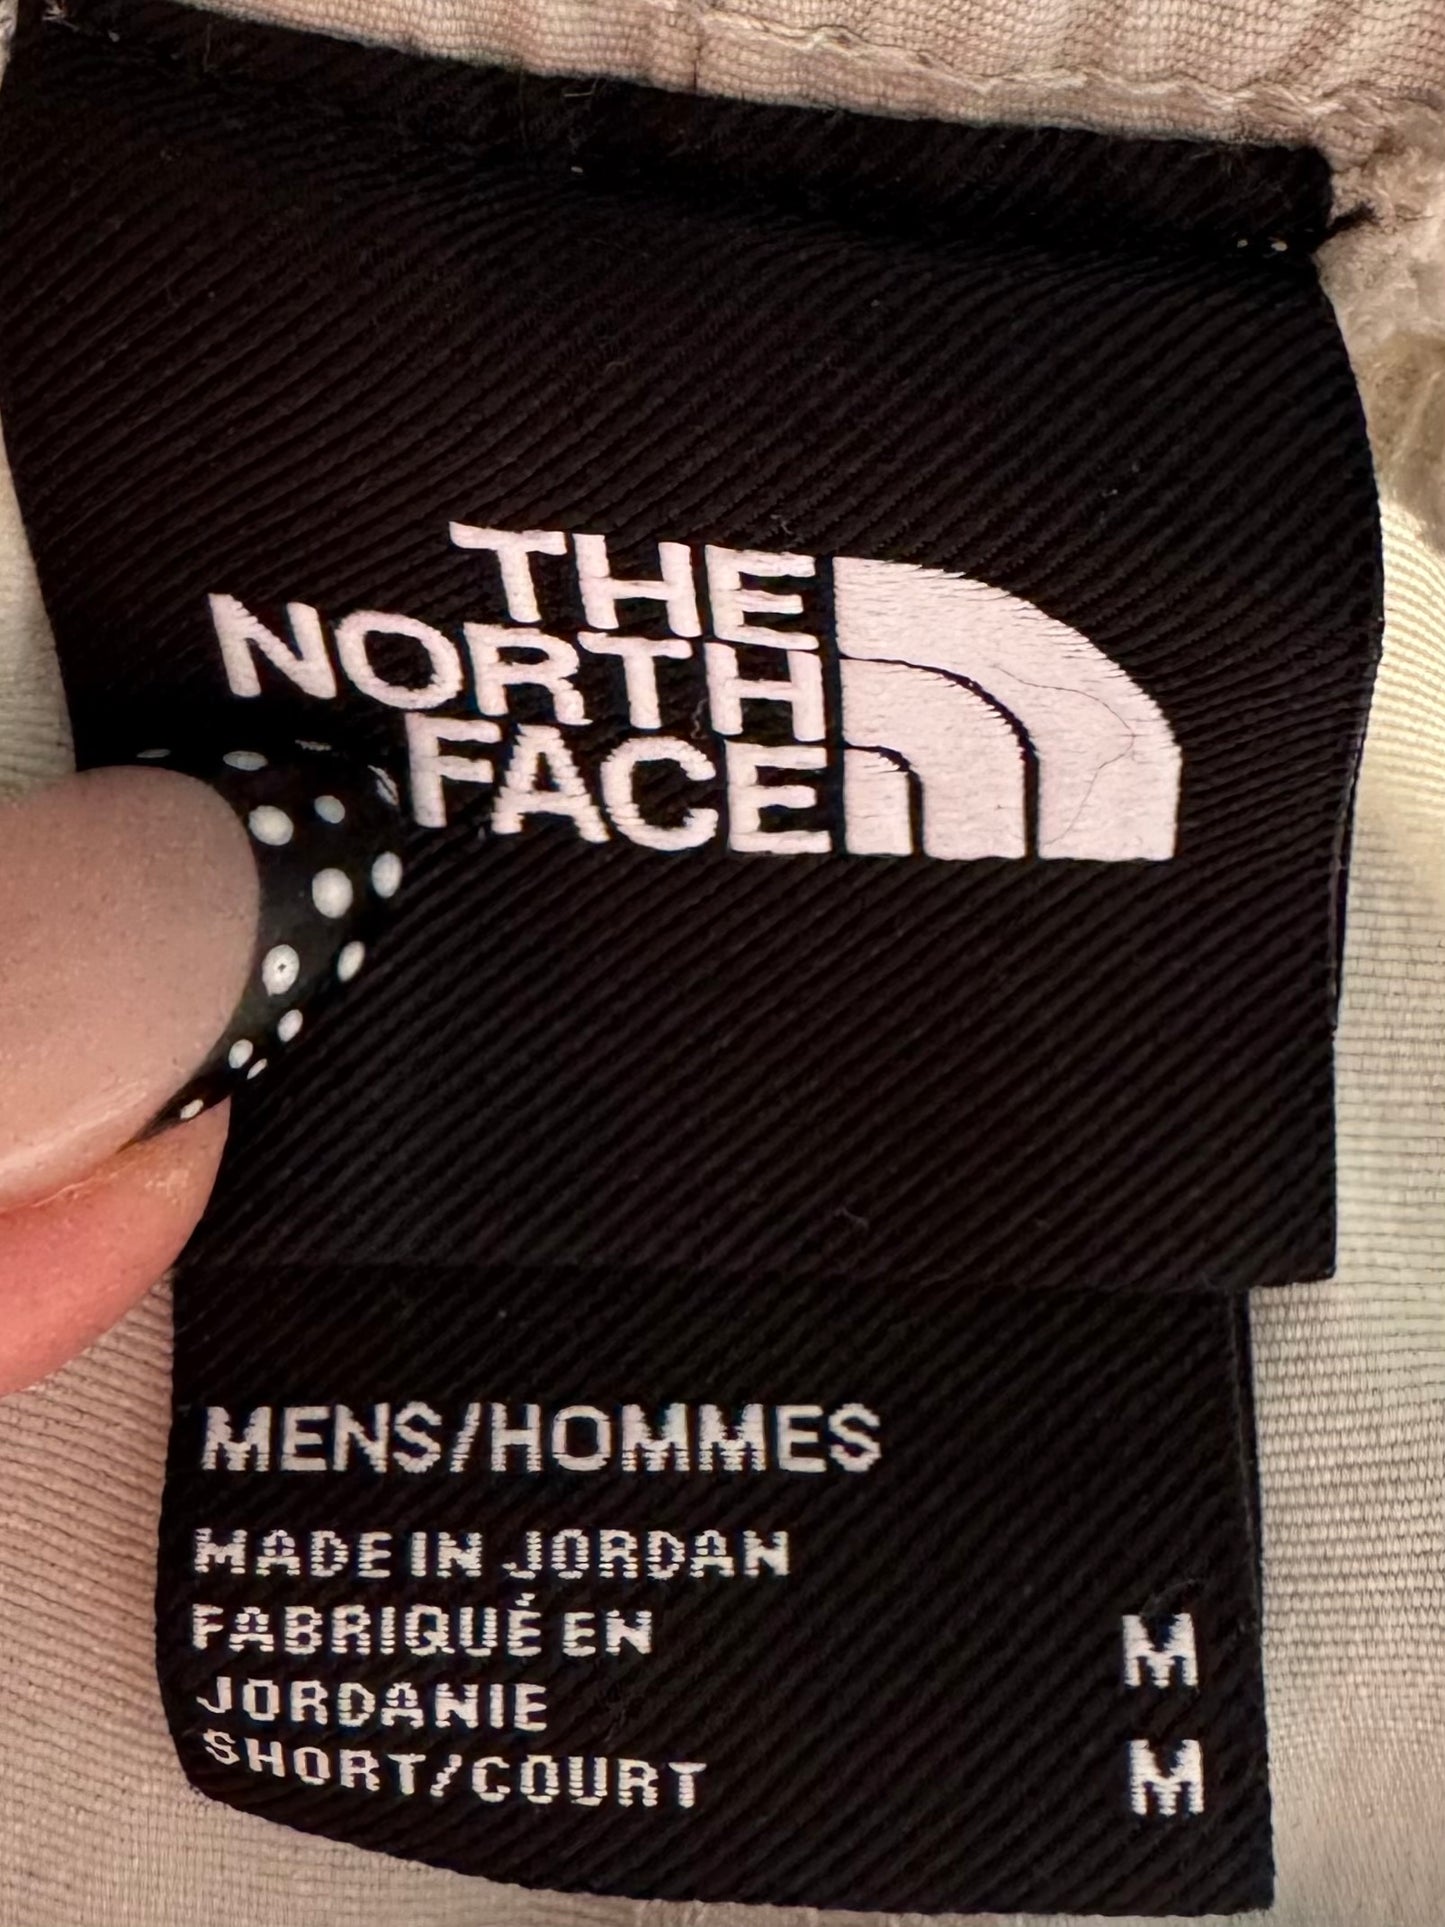 THE
NORTH
FACE
MENS/HOMMES
MADE IN JORDAN
FABRIQUÉ EN M
JORDANIE
SHORT/COURT M